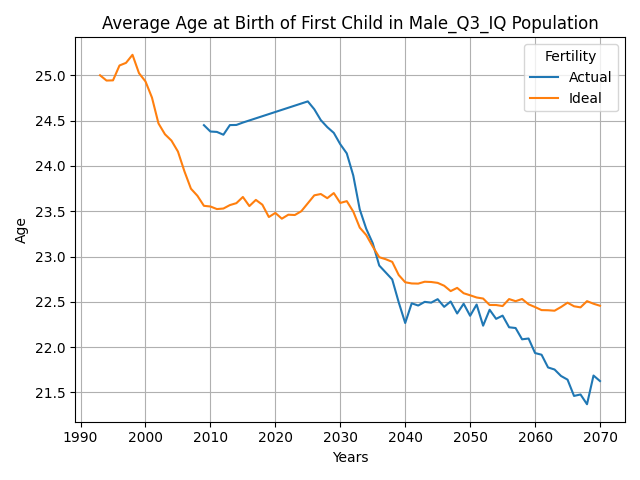 Average Age at Birth of First Child in Male_Q3_IQ Population
Fertility
Actual
Ideal
Age
25.0
24.5
24.0
23.5
23.0
22.5
22.0
21.5
1990 2000 2010 2020 2030 2040 2050 2060 2070
Years